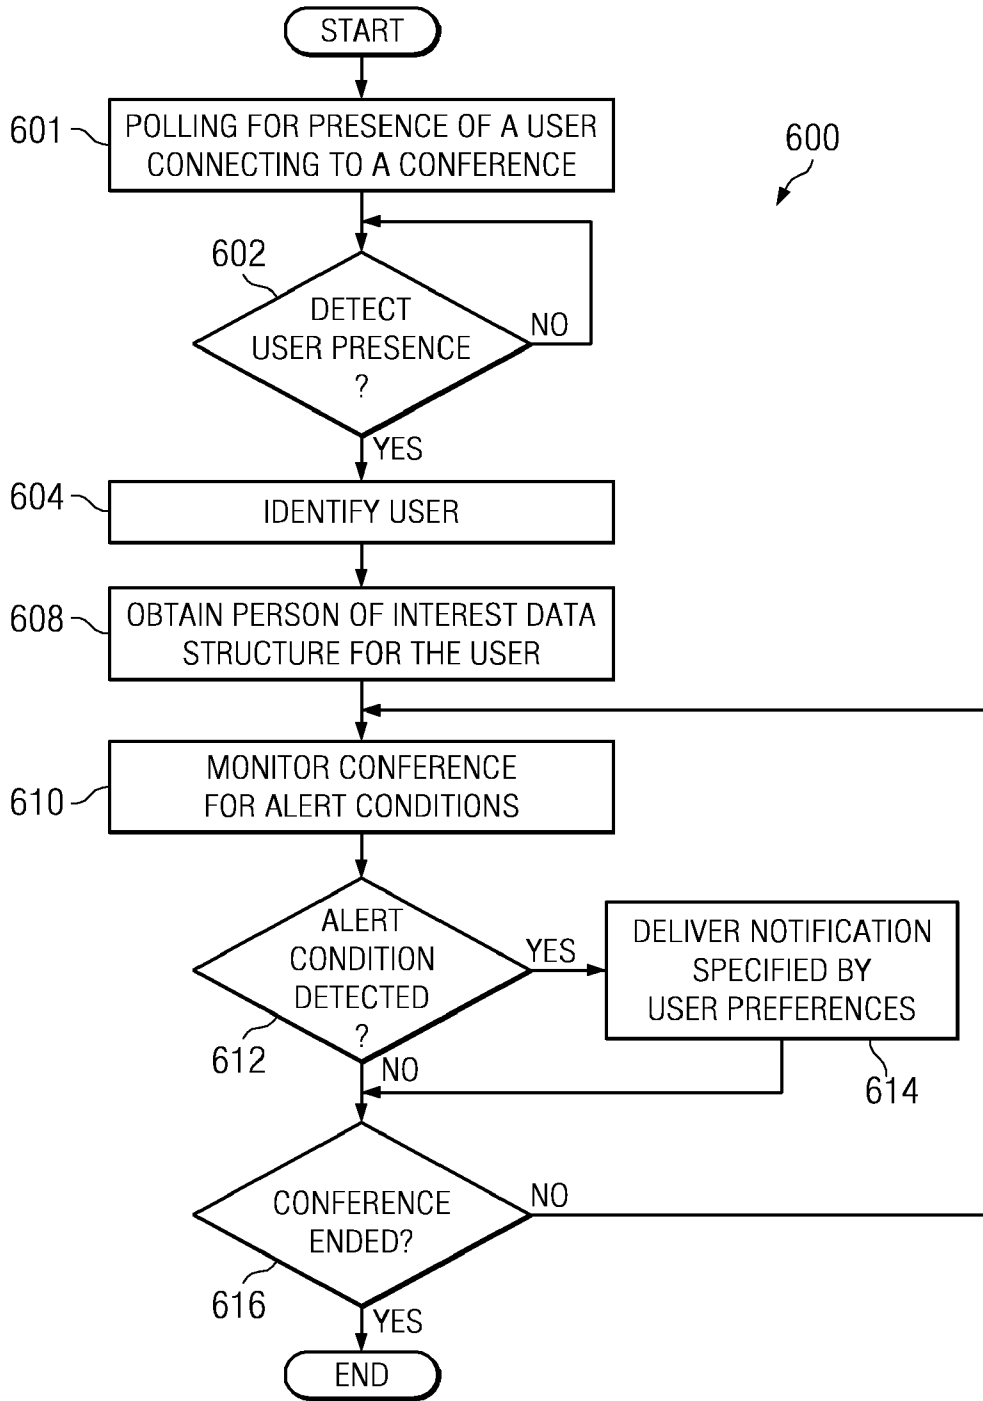 START
601
POLLING FOR PRESENCE OF A USER
CONNECTING TO A CONFERENCE
600
602
DETECT
USER PRESENCE
?
NO
YES
604
IDENTIFY USER
608
OBTAIN PERSON OF INTEREST DATA
STRUCTURE FOR THE USER
610
MONITOR CONFERENCE
FOR ALERT CONDITIONS
ALERT
CONDITION
DETECTED
?
612
YES
DELIVER NOTIFICATION
SPECIFIED BY
USER PREFERENCES
614
NO
CONFERENCE
ENDED?
616
NO
YES
END